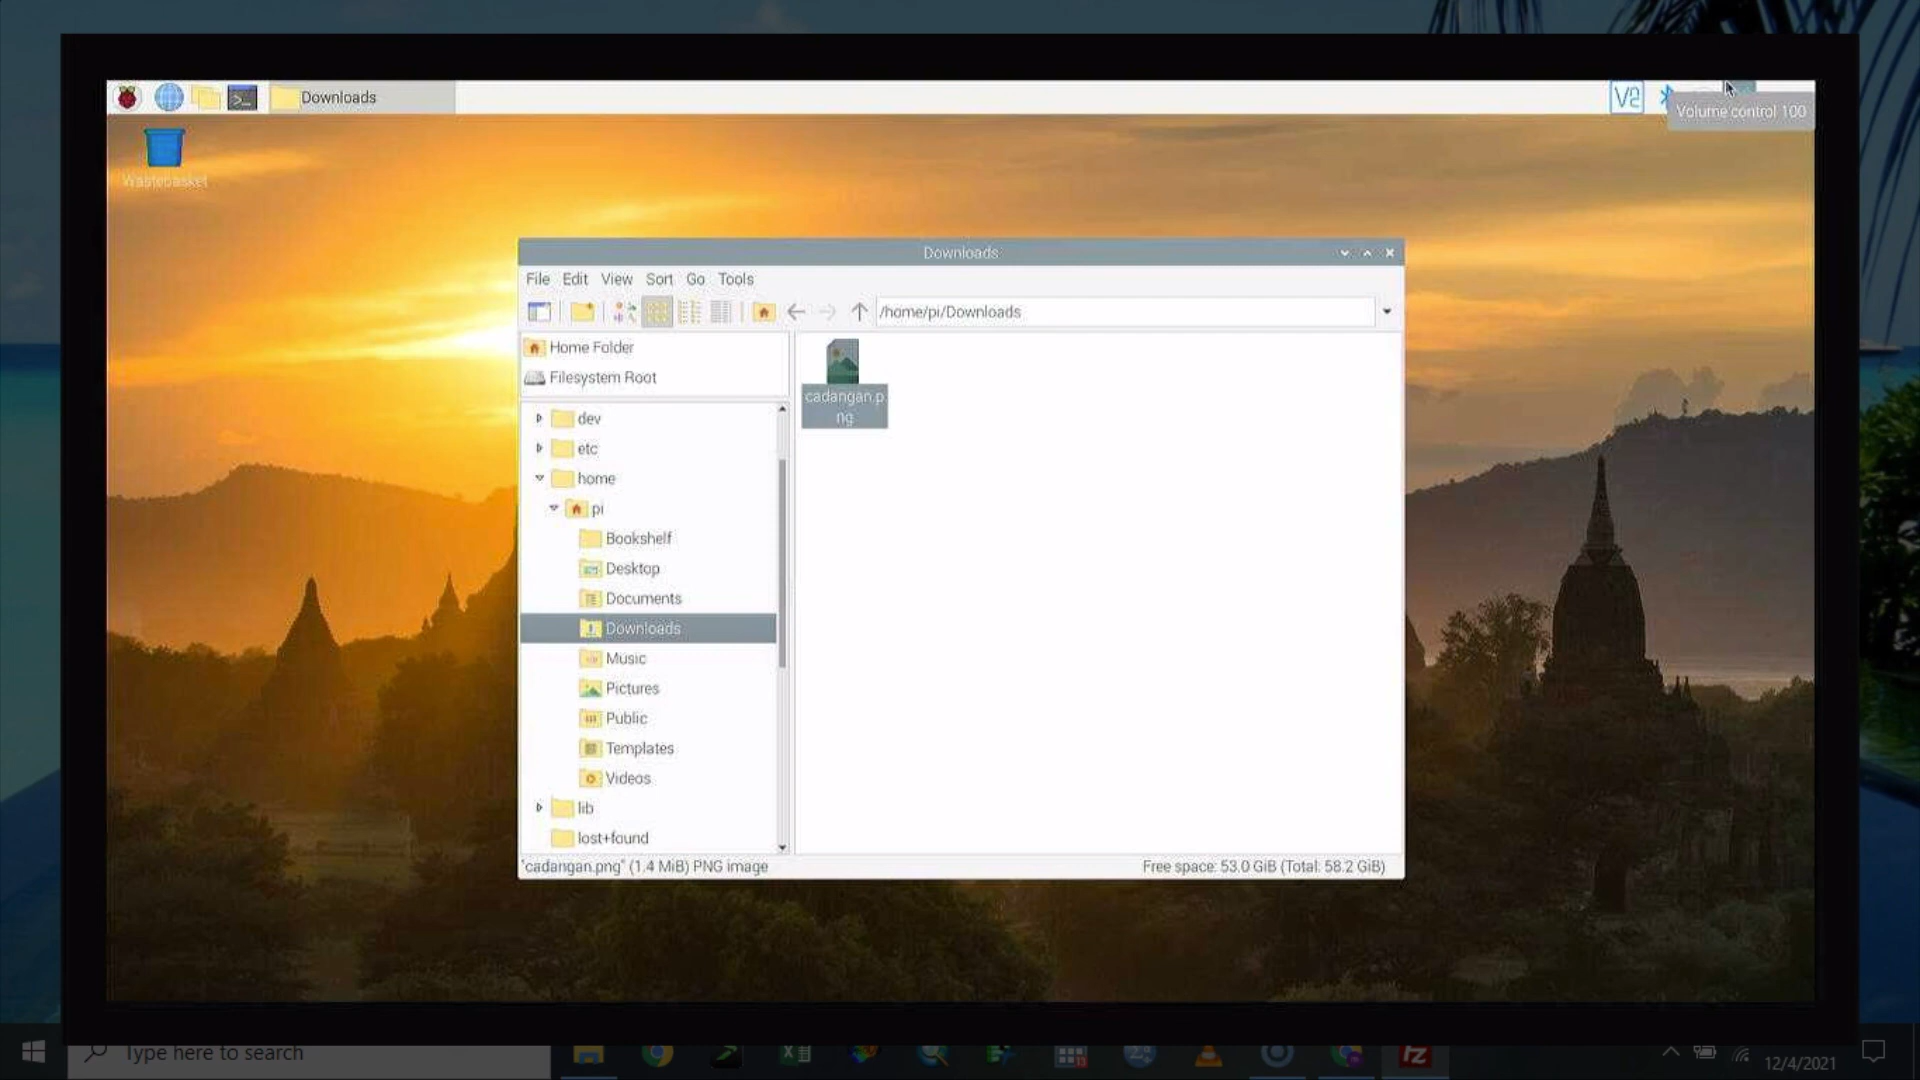 Downloads
V2
Volume control 100
Wastebasket
Downloads
File Edit View Sort Go Tools
/home/pi/Downloads
Home Folder
Filesystem Root
dev
etc
home
pi
Bookshelf
Desktop
Documents
Downloads
Music
Pictures
Public
Templates
Videos
lib
lost+found
cadangan.p
ng
"cadangan.png" (1.4 MiB) PNG image
Free space: 53.0 GiB (Total: 58.2 GiB)
Type here to search
12/4/2021